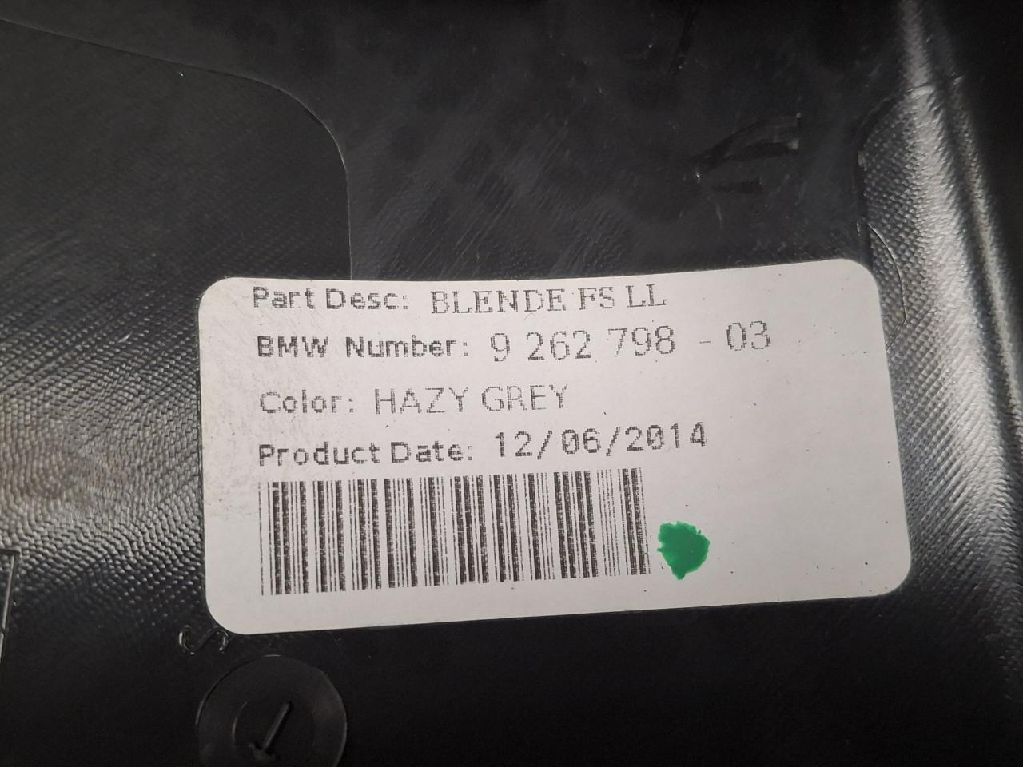 Part Desc: BLENDE FS LL
BMW Number: 9 262 798 - 03
Color: HAZY GREY
Product Date: 12/06/2014